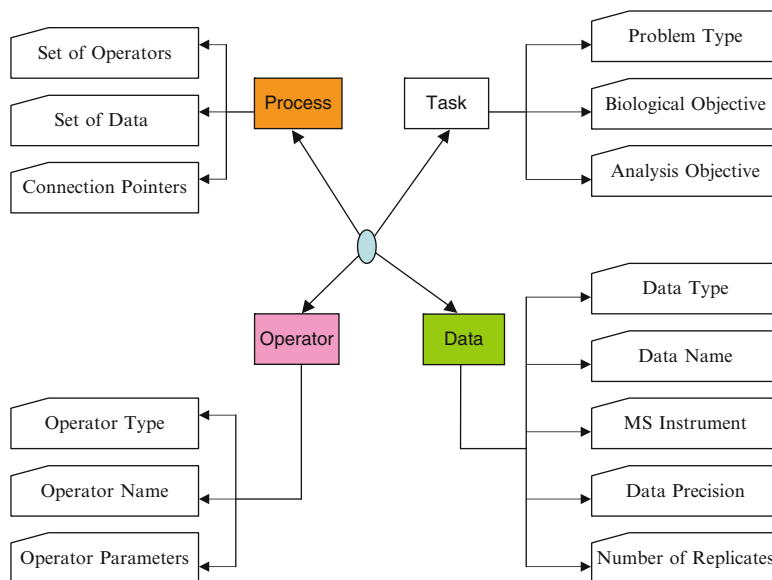 Set of Operators
Set of Data
Connection Pointers
Process
Task
Problem Type
Biological Objective
Analysis Objective
Operator
Data
Operator Type
Operator Name
Operator Parameters
Data Type
Data Name
MS Instrument
Data Precision
Number of Replicates